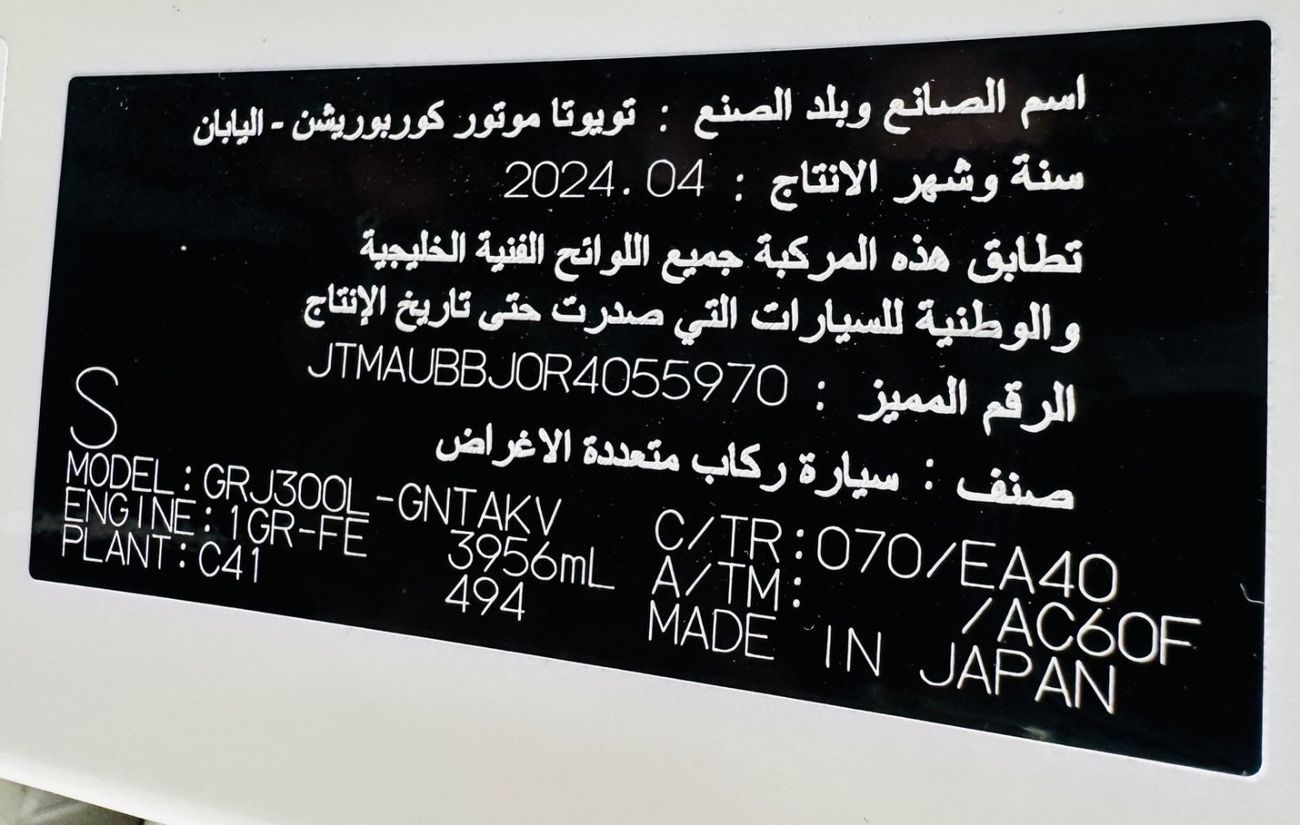 اسم الصانع وبلد الصنع : تويوتا موتور كوربوريشن - اليابان
سنة وشهر الانتاج : 2024.04
تطابق هذه المركبة جميع اللوائح الفنية الخليجية
والوطنية للسيارات التي صدرت حتى تاريخ الإنتاج
الرقم المميز : JTMAUBBJ0R4055970
صنف : سيارة ركاب متعددة الاغراض
S
MODEL:GRJ300L-GNTAKV
ENGINE:1GR-FE 3956mL
PLANT:C41 494
C/TR:070/EA40
A/TM: /AC60F
MADE IN JAPAN